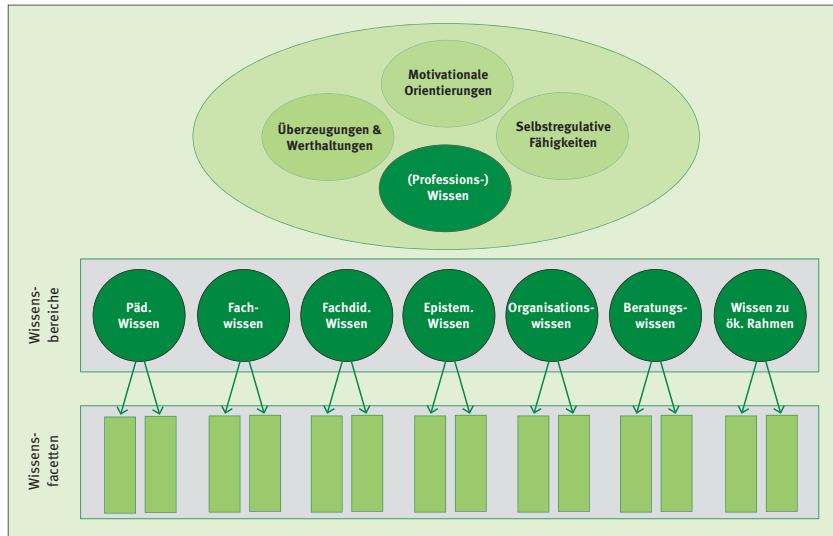 Motivationale
Orientierungen
Überzeugungen &
Werthaltungen
Selbstregulative
Fähigkeiten
(Professions-)
Wissen
Wissens-
bereiche
Päd.
Wissen
Fach-
wissen
Fachdid.
Wissen
Epistem.
Wissen
Organisations-
wissen
Beratungs-
wissen
Wissen zu
ök. Rahmen
Wissens-
facetten